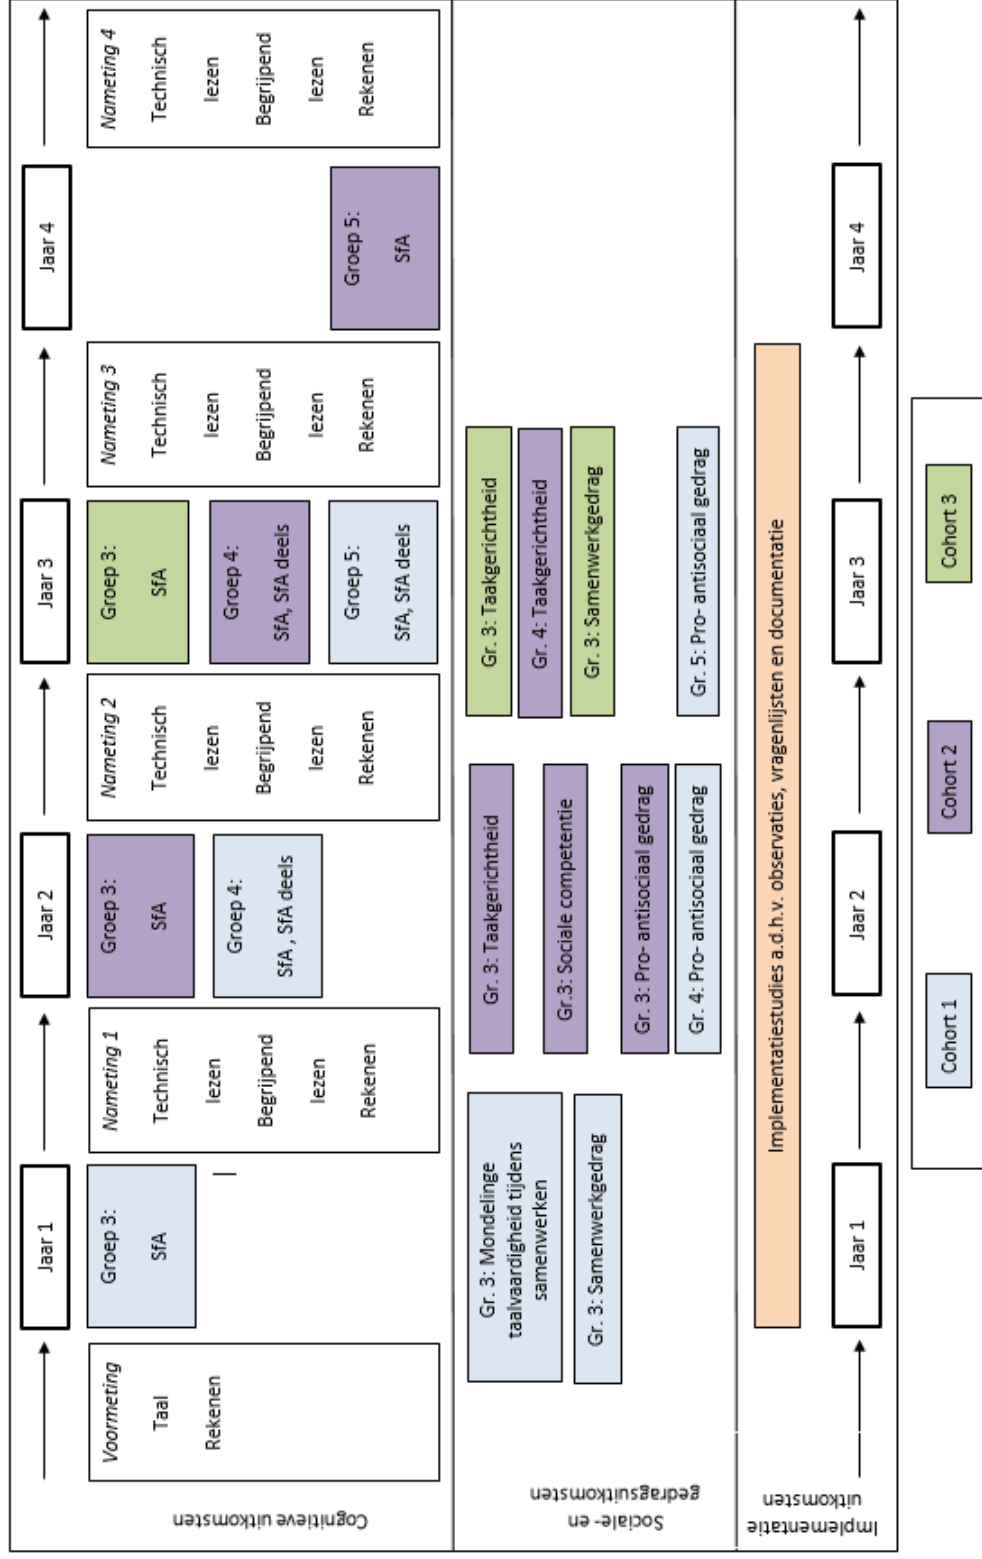 Jaar 1
Jaar 2
Jaar 3
Jaar 4
Cognitieve uitkomsten
Voormeting
Taal
Rekenen
Groep 3:
SfA
Nameting 1
Technisch
lezen
Begrijpend
lezen
Rekenen
Groep 3:
SfA
Groep 4:
SfA , SfA deels
Nameting 2
Technisch
lezen
Begrijpend
lezen
Rekenen
Groep 3:
SfA
Groep 4:
SfA, SfA deels
Groep 5:
SfA, SfA deels
Nameting 3
Technisch
lezen
Begrijpend
lezen
Rekenen
Groep 5:
SfA
Nameting 4
Technisch
lezen
Begrijpend
lezen
Rekenen
Sociale -en
gedragsuitkomsten
Gr. 3: Mondelinge
taalvaardigheid tijdens
samenwerken
Gr. 3: Samenwerkgedrag
Gr. 3: Taakgerichtheid
Gr.3: Sociale competentie
Gr. 3: Pro- antisociaal gedrag
Gr. 4: Pro- antisociaal gedrag
Gr. 3: Taakgerichtheid
Gr. 4: Taakgerichtheid
Gr. 3: Samenwerkgedrag
Gr. 5: Pro- antisociaal gedrag
Implementatie
uitkomsten
Implementatiestudies a.d.h.v. observaties, vragenlijsten en documentatie
Jaar 1
Jaar 2
Jaar 3
Jaar 4
Cohort 1
Cohort 2
Cohort 3